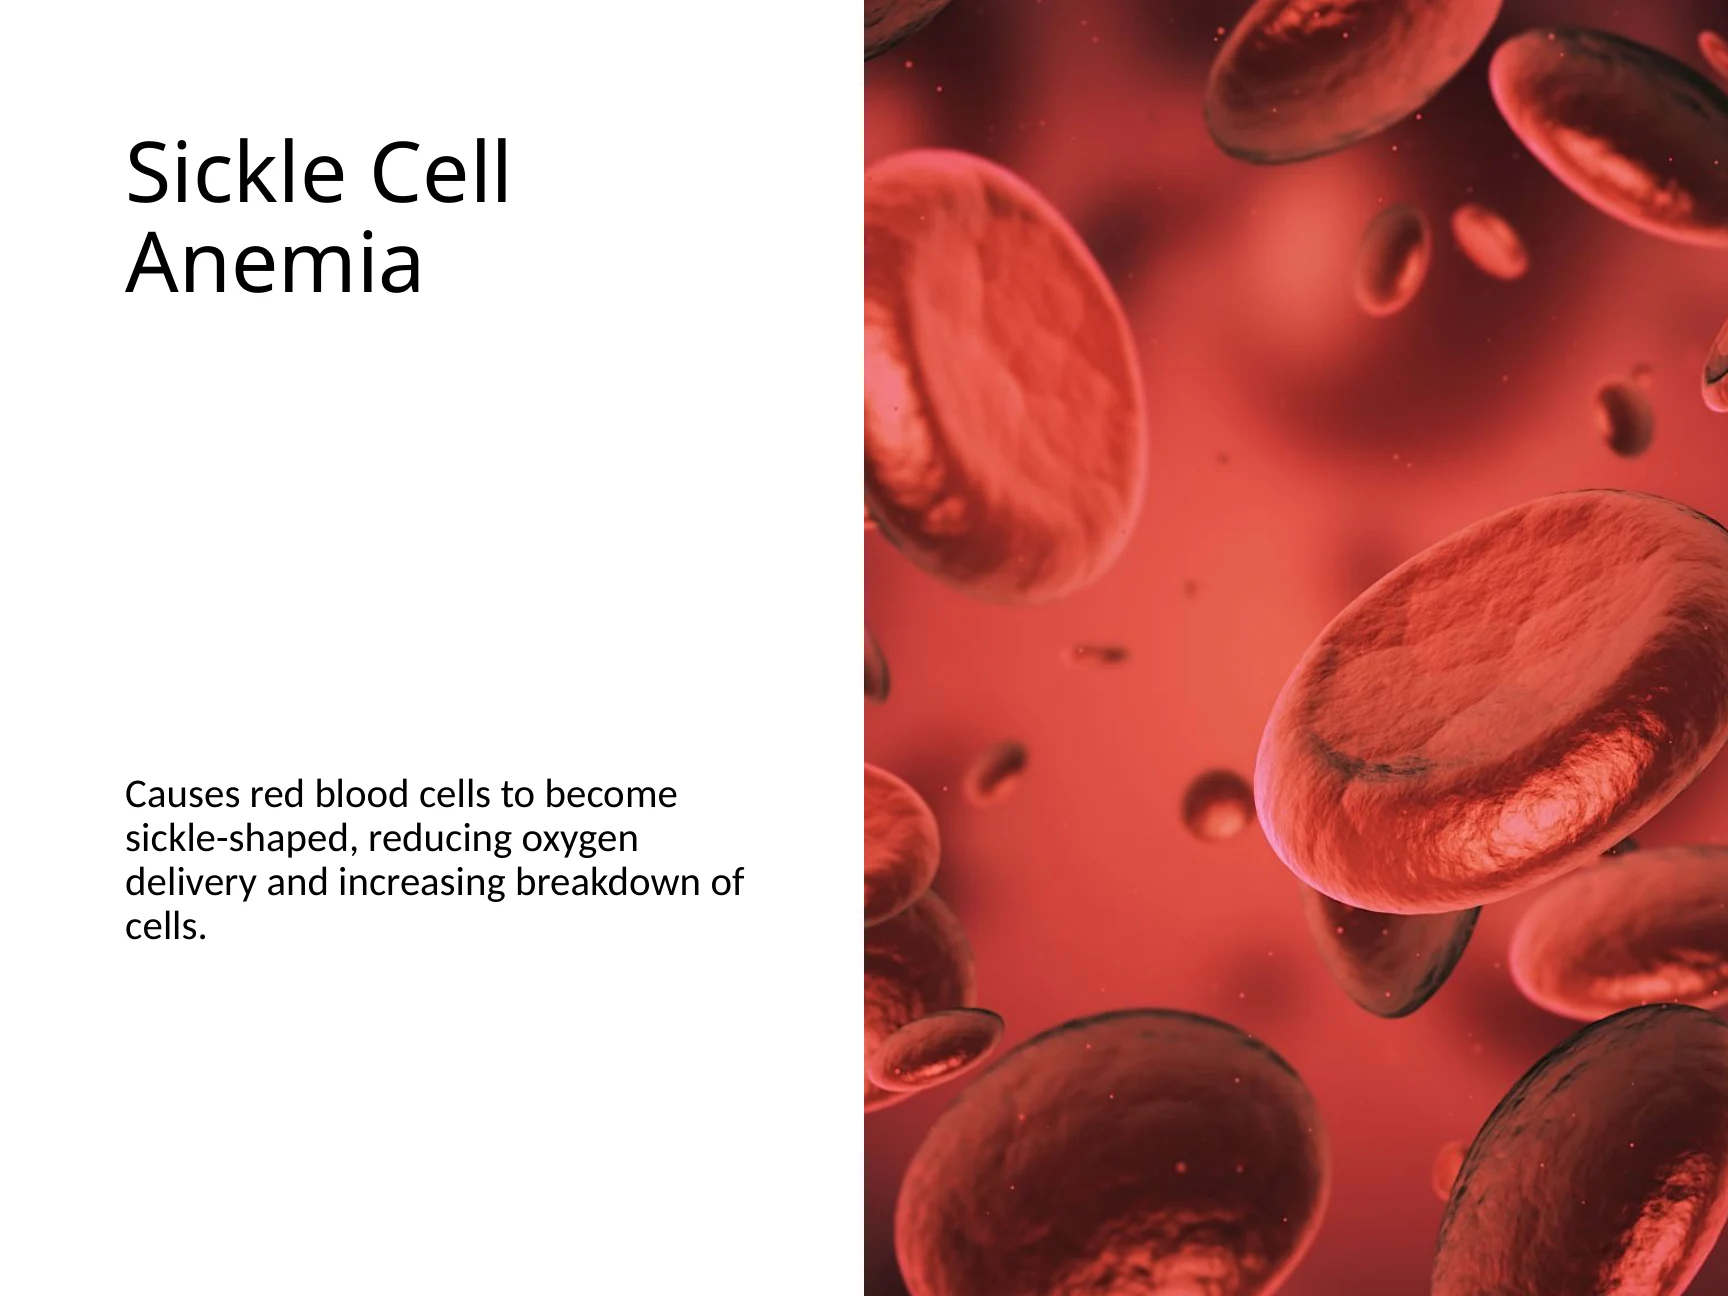 Sickle Cell
Anemia
Causes red blood cells to become
sickle-shaped, reducing oxygen
delivery and increasing breakdown of
cells.